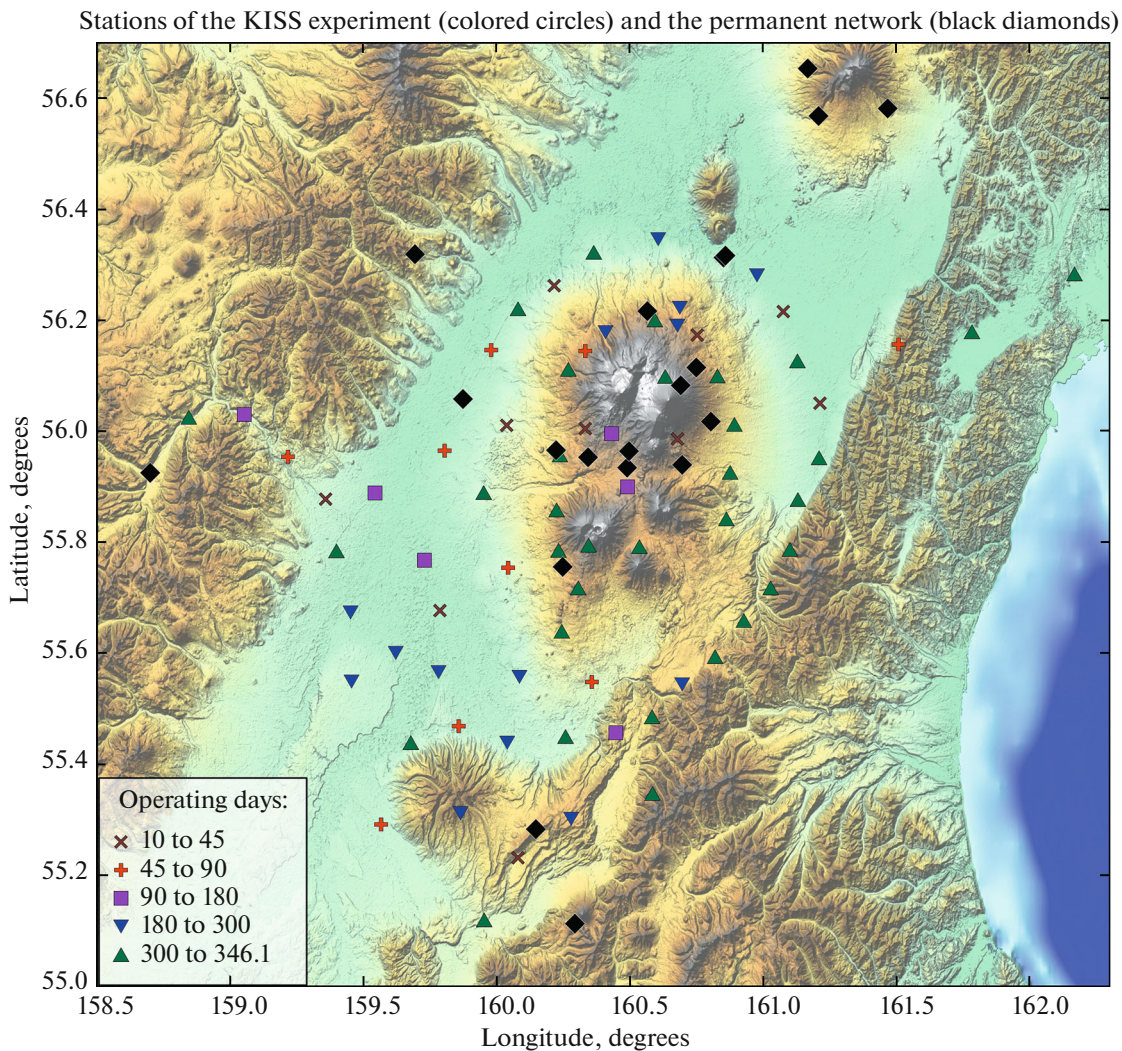 Stations of the KISS experiment (colored circles) and the permanent network (black diamonds)
56.6
56.4
56.2
56.0
55.8
55.6
55.4
55.2
55.0
Latitude, degrees
Operating days:
10 to 45
45 to 90
90 to 180
180 to 300
300 to 346.1
158.5 159.0 159.5 160.0 160.5 161.0 161.5 162.0
Longitude, degrees